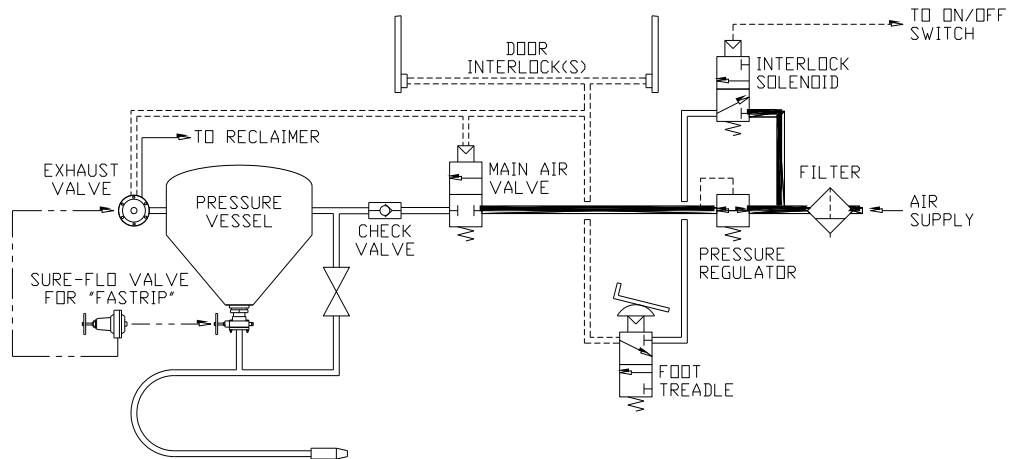 TO ON/OFF
SWITCH
DOOR
INTERLOCK(S)
INTERLOCK
SOLENOID
TO RECLAIMER
EXHAUST
VALVE
MAIN AIR
VALVE
FILTER
PRESSURE
VESSEL
AIR
SUPPLY
CHECK
VALVE
PRESSURE
REGULATOR
SURE-FLO VALVE
FOR "FASTRIP"
FOOT
TREADLE